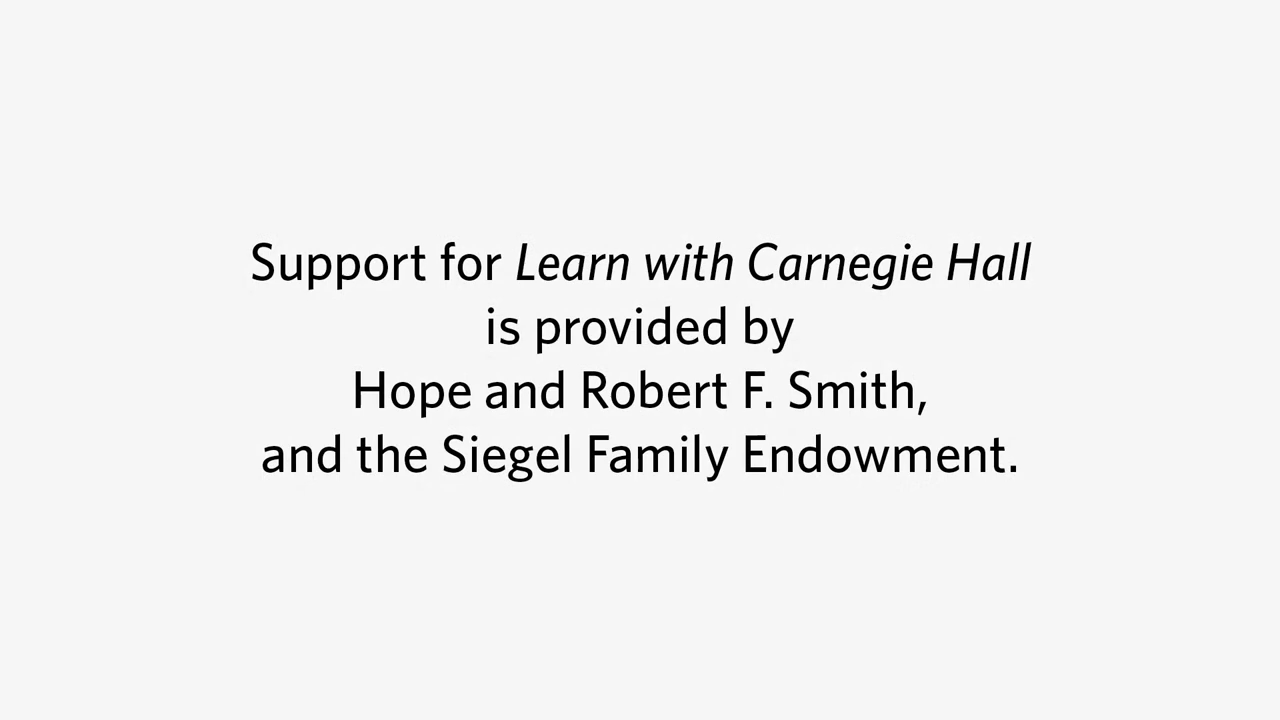 Support for Learn with Carnegie Hall
is provided by
Hope and Robert F. Smith,
and the Siegel Family Endowment.